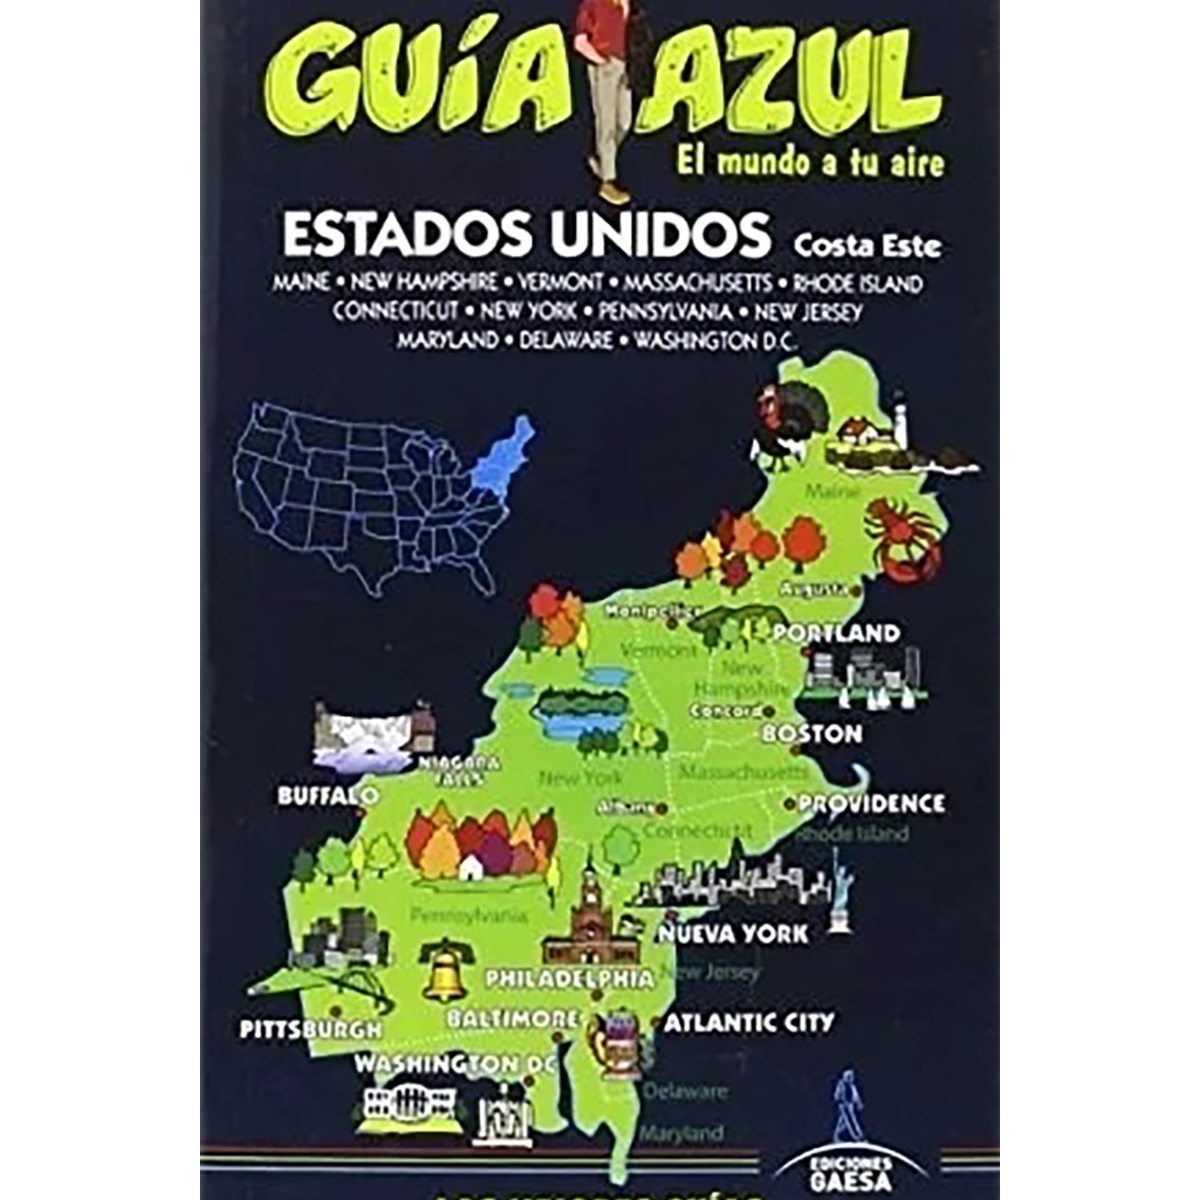 GUÍA AZUL
El mundo a tu aire
ESTADOS UNIDOS Costa Este
MAINE • NEW HAMPSHIRE • VERMONT • MASSACHUSETTS • RHODE ISLAND
CONNECTICUT • NEW YORK • PENNSYLVANIA • NEW JERSEY
MARYLAND • DELAWARE • WASHINGTON D.C.
Maine
Augusta
Montpellier
PORTLAND
Vermont
New
Hampshire
Concord
BOSTON
NIAGARA
FALLS
New York
Massachusetts
BUFFALO
Albany
PROVIDENCE
Connecticut
Rhode Island
Pennsylvania
NUEVA YORK
PHILADELPHIA
New Jersey
PITTSBURGH
BALTIMORE
ATLANTIC CITY
WASHINGTON DC
Delaware
Maryland
EDICIONES
GAESA